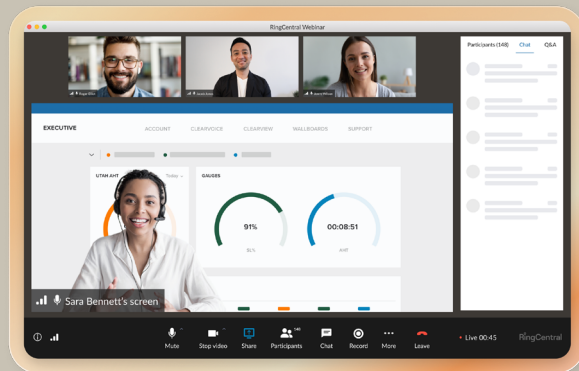 RingCentral Webinar
Participants (148) Chat Q&A
EXECUTIVE ACCOUNT CLEARVOICE CLEARVIEW WALLBOARDS SUPPORT
UTAH AHT Today
GAUGES
91%
00:08:51
AHT
Sara Bennett's screen
148
Mute Stop video Share Participants Chat Record More Leave
Live 00:45
RingCentral